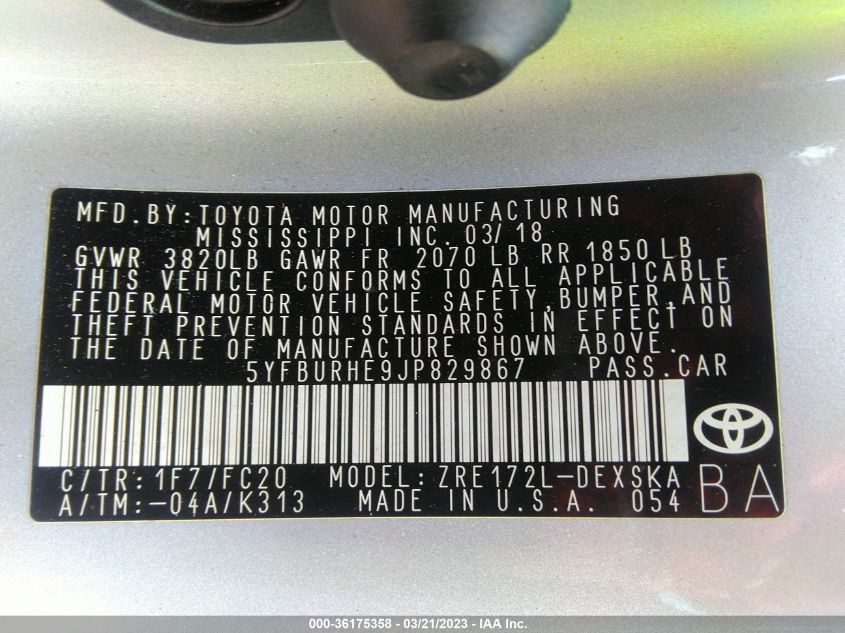 MFD.BY:TOYOTA MOTOR MANUFACTURING
MISSISSIPPI INC. 03/18
GVWR 3820LB GAWR FR 2070 LB RR 1850 LB
THIS VEHICLE CONFORMS TO ALL APPLICABLE
FEDERAL MOTOR VEHICLE SAFETY,BUMPER,AND
THEFT PREVENTION STANDARDS IN EFFECT ON
THE DATE OF MANUFACTURE SHOWN ABOVE.
5YFBURHE9JP829867 PASS.CAR
C/TR:1F7/FC20 MODEL:ZRE172L-DEXSKA
A/TM:-04A/K313 MADE IN U.S.A. 054 BA
000-36175358 - 03/21/2023 - IAA Inc.